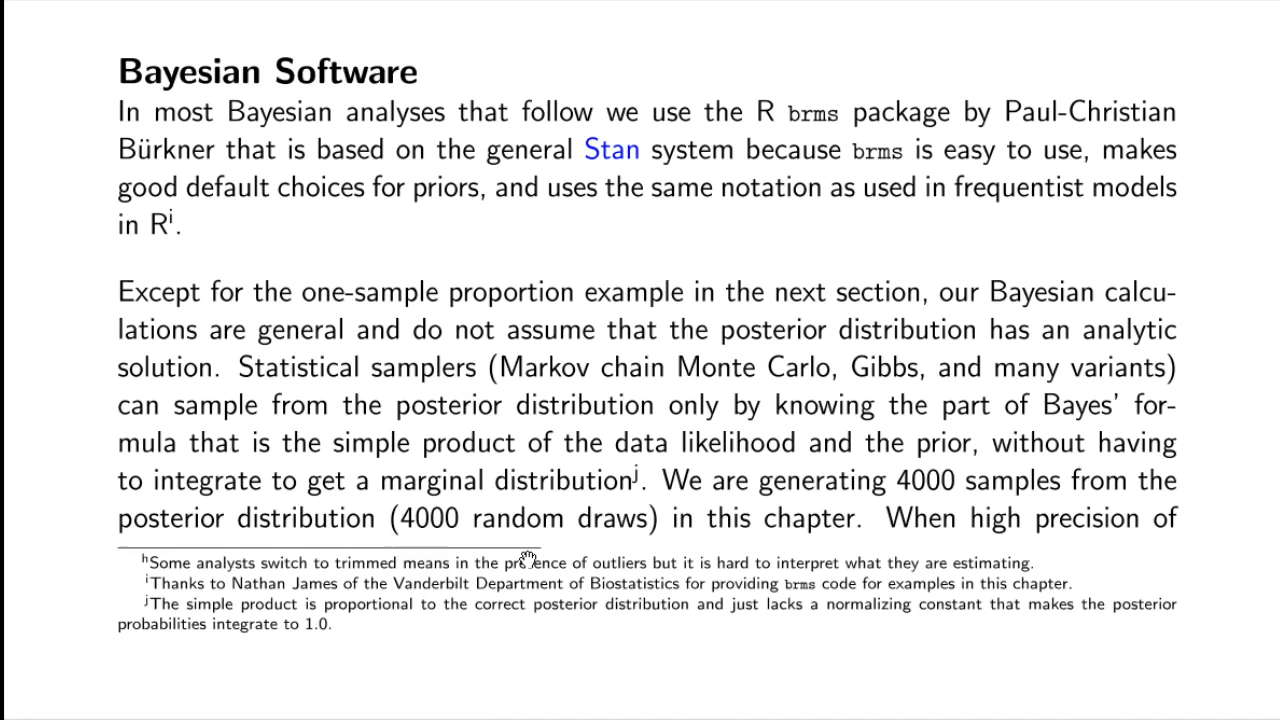 Bayesian Software
In most Bayesian analyses that follow we use the R brms package by Paul-Christian
Bürkner that is based on the general Stan system because brms is easy to use, makes
good default choices for priors, and uses the same notation as used in frequentist models
in Rⁱ.
Except for the one-sample proportion example in the next section, our Bayesian calcu-
lations are general and do not assume that the posterior distribution has an analytic
solution. Statistical samplers (Markov chain Monte Carlo, Gibbs, and many variants)
can sample from the posterior distribution only by knowing the part of Bayes' for-
mula that is the simple product of the data likelihood and the prior, without having
to integrate to get a marginal distributionʲ. We are generating 4000 samples from the
posterior distribution (4000 random draws) in this chapter. When high precision of
ʰSome analysts switch to trimmed means in the presence of outliers but it is hard to interpret what they are estimating.
ⁱThanks to Nathan James of the Vanderbilt Department of Biostatistics for providing brms code for examples in this chapter.
ʲThe simple product is proportional to the correct posterior distribution and just lacks a normalizing constant that makes the posterior
probabilities integrate to 1.0.